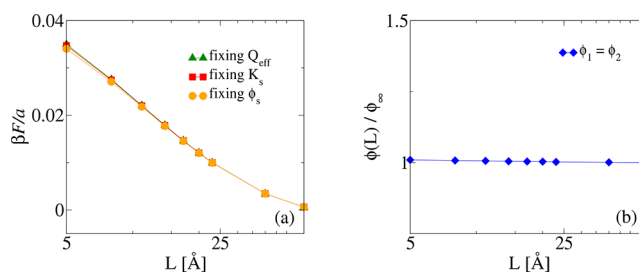 0.04
0.02
0
βF/a
fixing Q_eff
fixing K_s
fixing ϕ_s
(a)
5
25
L [Å]
1.5
1
ϕ(L) / ϕ_∞
ϕ_1 = ϕ_2
(b)
5
25
L [Å]